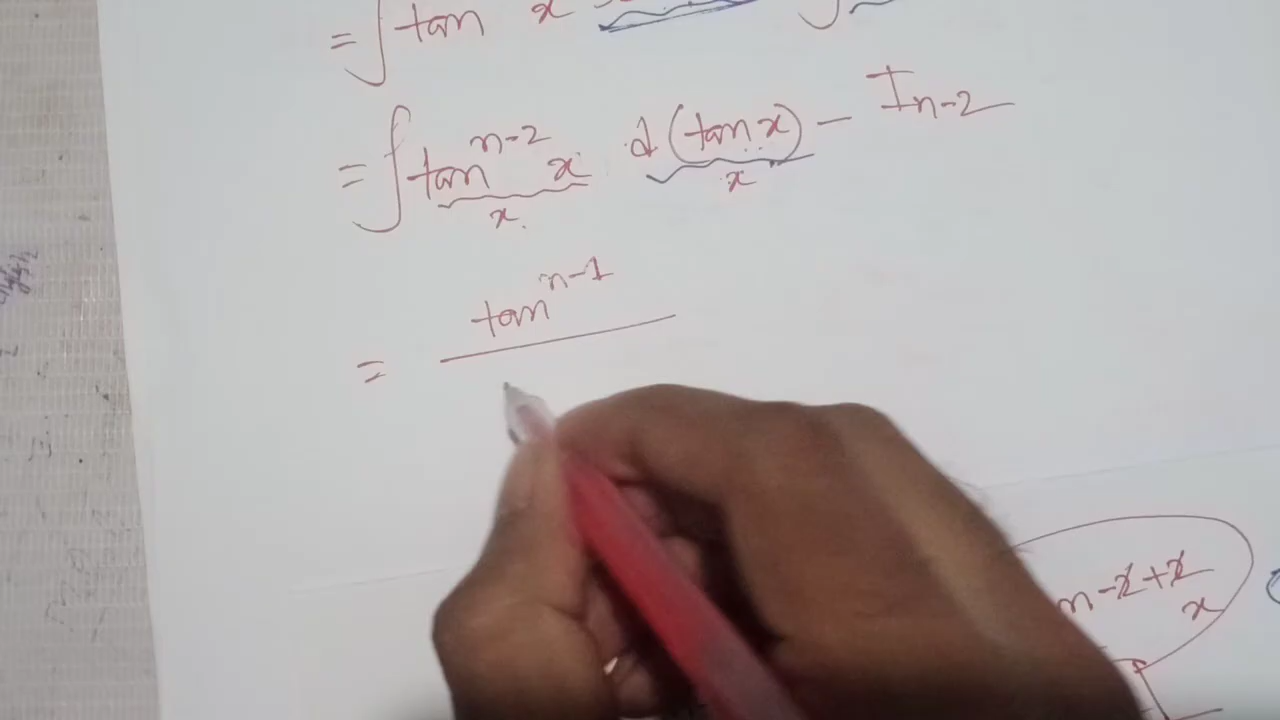 = ∫ tan x
= ∫ tan^{n-2} x d(tan x) - I_{n-2}
x. x
= tan^{n-1}
n-2+2
x